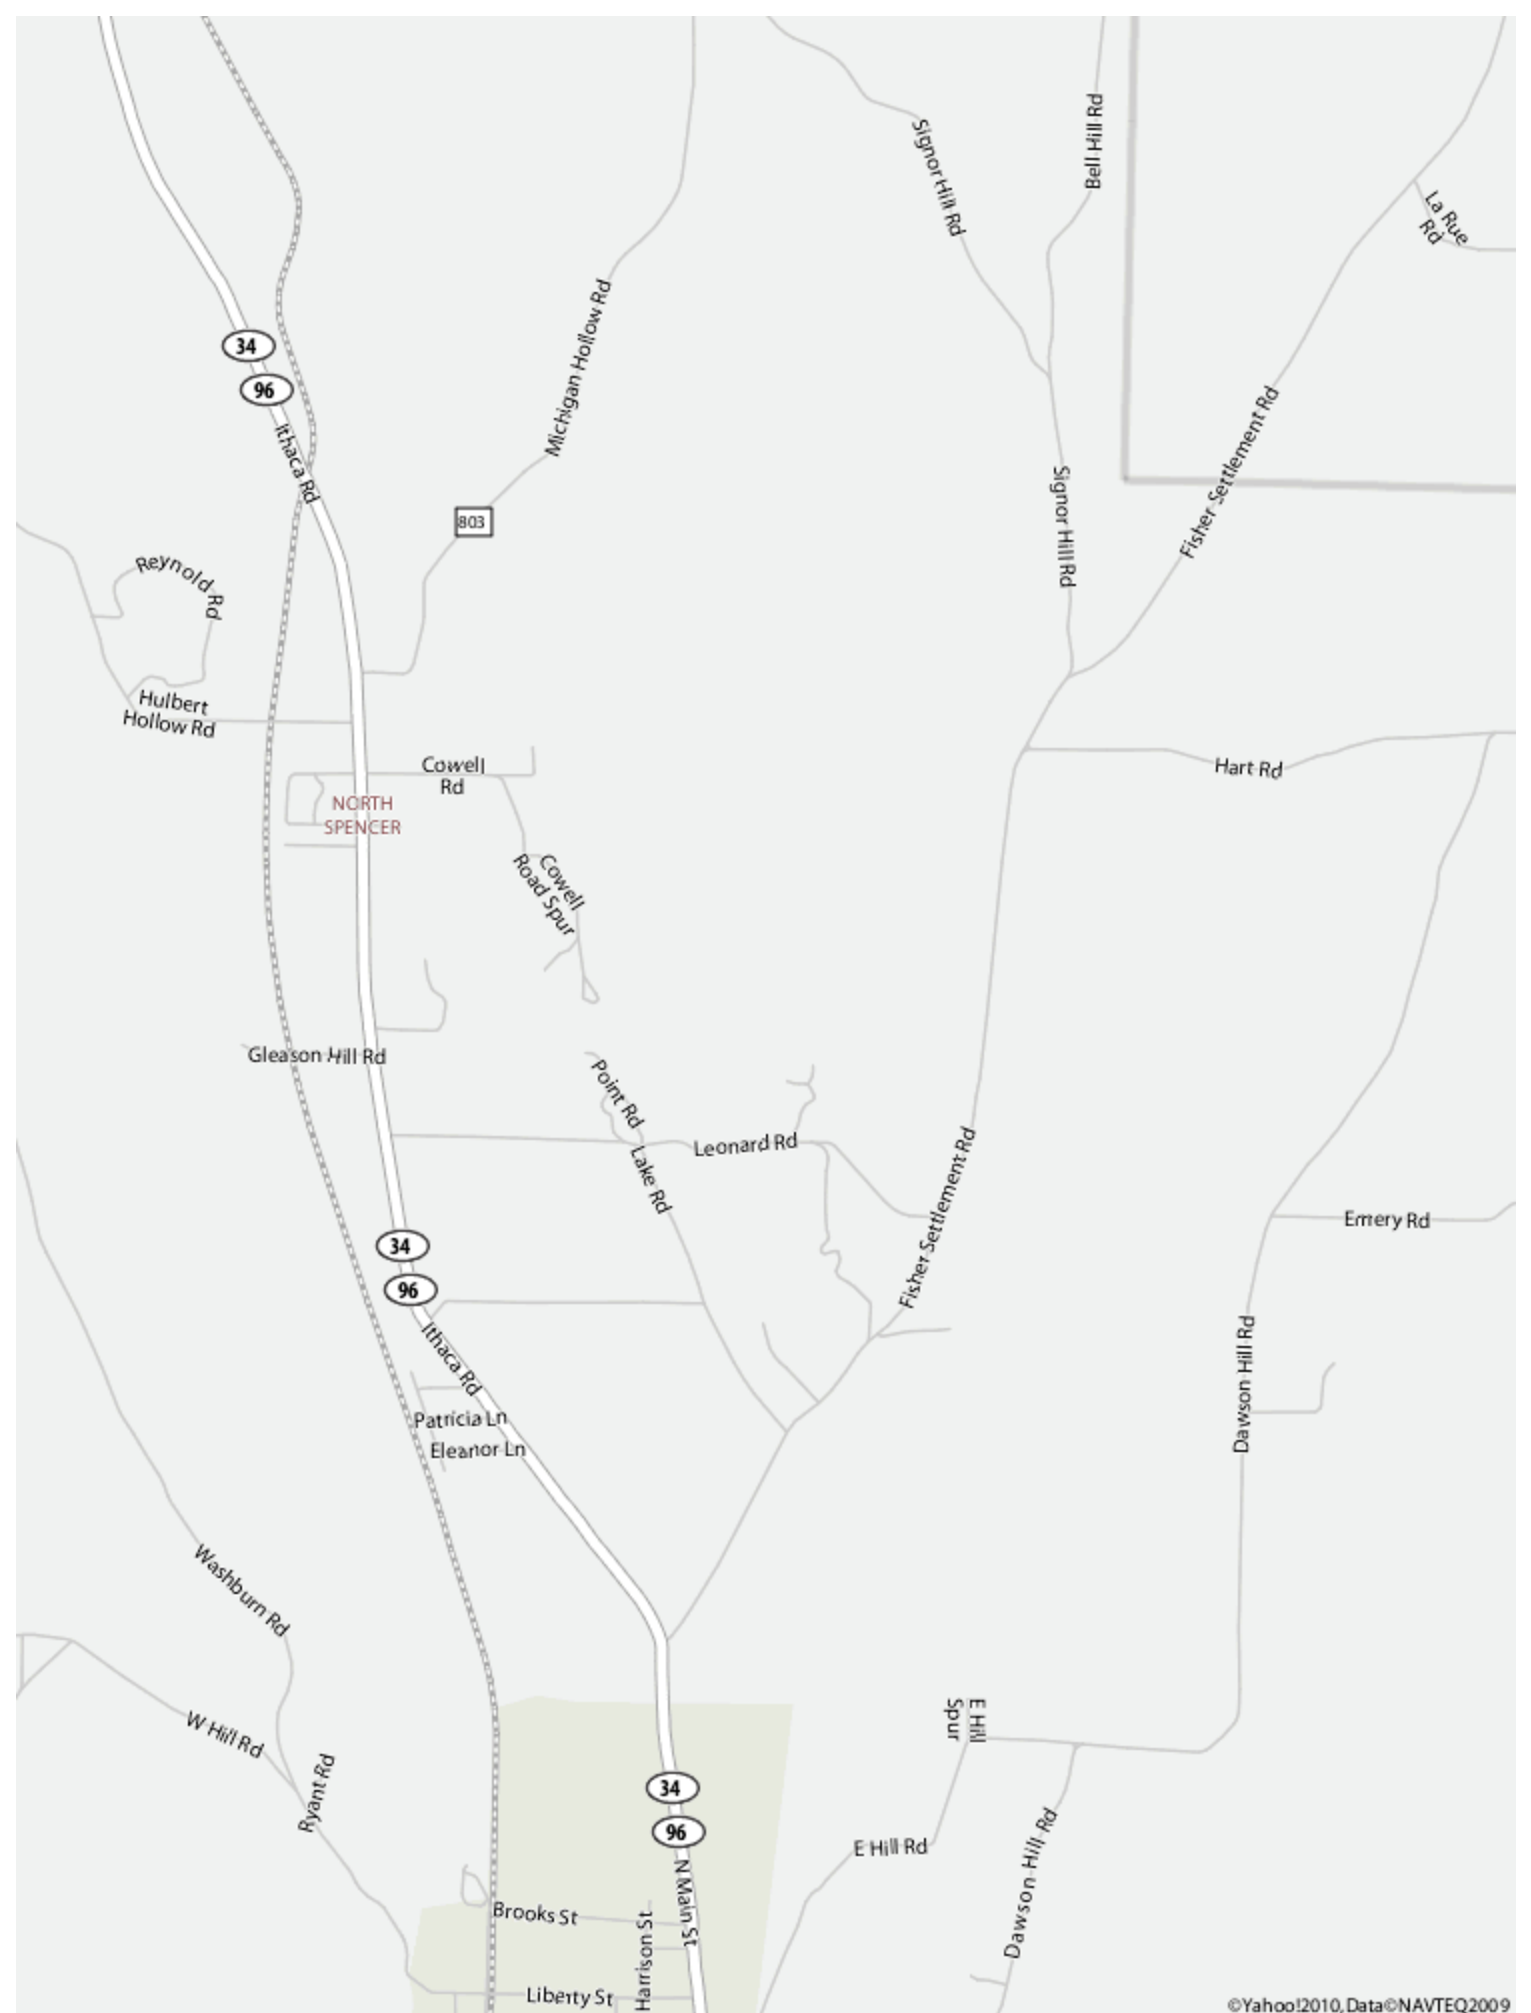 Bell Hill Rd
Signor Hill Rd
La Rue
Rd
34
Michigan Hollow Rd
96
Ithaca Rd
Fisher Settlement Rd
803
Signor Hill Rd
Reynold Rd
Hulbert
Hollow Rd
Cowell
Rd
Hart Rd
NORTH
SPENCER
Cowell
Road Spur
Gleason Hill Rd
Point Rd
Leonard Rd
Lake Rd
Fisher Settlement Rd
Emery Rd
34
96
Ithaca Rd
Dawson Hill Rd
Patricia Ln
Eleanor Ln
Washburn Rd
E Hill
Spur
W Hill Rd
Ryant Rd
34
96
E Hill Rd
Dawson Hill Rd
N Main St
Brooks St
Harrison St
Liberty St
©Yahoo!2010, Data©NAVTEQ2009